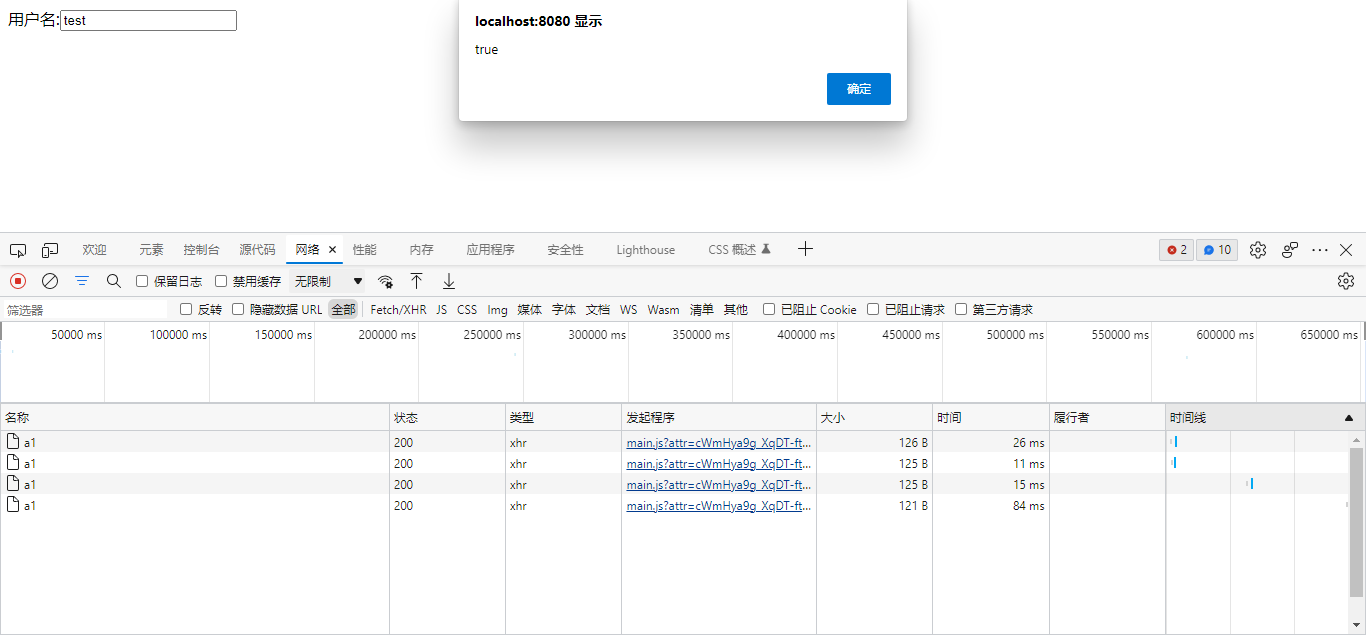 用户名:test
localhost:8080 显示
true
确定
欢迎 元素 控制台 源代码 网络 性能 内存 应用程序 安全性 Lighthouse CSS 概述 2 10
保留日志 禁用缓存 无限制
筛选器 反转 隐藏数据 URL 全部 Fetch/XHR JS CSS Img 媒体 字体 文档 WS Wasm 清单 其他 已阻止 Cookie 已阻止请求 第三方请求
50000 ms 100000 ms 150000 ms 200000 ms 250000 ms 300000 ms 350000 ms 400000 ms 450000 ms 500000 ms 550000 ms 600000 ms 650000 ms
名称 状态 类型 发起程序 大小 时间 履行者 时间线
a1 200 xhr main.js?attr=cWmHya9g_XqDT-ft... 126 B 26 ms
a1 200 xhr main.js?attr=cWmHya9g_XqDT-ft... 125 B 11 ms
a1 200 xhr main.js?attr=cWmHya9g_XqDT-ft... 125 B 15 ms
a1 200 xhr main.js?attr=cWmHya9g_XqDT-ft... 121 B 84 ms